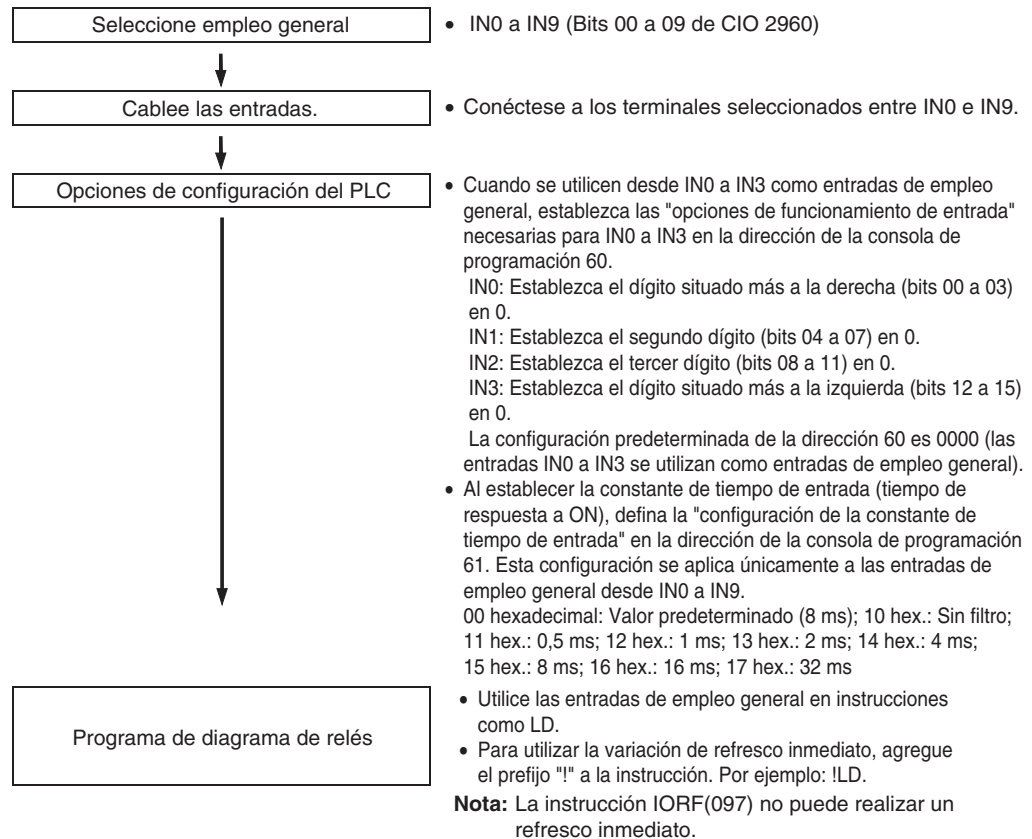 Seleccione empleo general
• IN0 a IN9 (Bits 00 a 09 de CIO 2960)
Cablee las entradas.
• Conéctese a los terminales seleccionados entre IN0 e IN9.
Opciones de configuración del PLC
• Cuando se utilicen desde IN0 a IN3 como entradas de empleo
general, establezca las "opciones de funcionamiento de entrada"
necesarias para IN0 a IN3 en la dirección de la consola de
programación 60.
IN0: Establezca el dígito situado más a la derecha (bits 00 a 03)
en 0.
IN1: Establezca el segundo dígito (bits 04 a 07) en 0.
IN2: Establezca el tercer dígito (bits 08 a 11) en 0.
IN3: Establezca el dígito situado más a la izquierda (bits 12 a 15)
en 0.
La configuración predeterminada de la dirección 60 es 0000 (las
entradas IN0 a IN3 se utilizan como entradas de empleo general).
• Al establecer la constante de tiempo de entrada (tiempo de
respuesta a ON), defina la "configuración de la constante de
tiempo de entrada" en la dirección de la consola de programación
61. Esta configuración se aplica únicamente a las entradas de
empleo general desde IN0 a IN9.
00 hexadecimal: Valor predeterminado (8 ms); 10 hex.: Sin filtro;
11 hex.: 0,5 ms; 12 hex.: 1 ms; 13 hex.: 2 ms; 14 hex.: 4 ms;
15 hex.: 8 ms; 16 hex.: 16 ms; 17 hex.: 32 ms
Programa de diagrama de relés
• Utilice las entradas de empleo general en instrucciones
como LD.
• Para utilizar la variación de refresco inmediato, agregue
el prefijo "!" a la instrucción. Por ejemplo: !LD.
Nota: La instrucción IORF(097) no puede realizar un
refresco inmediato.